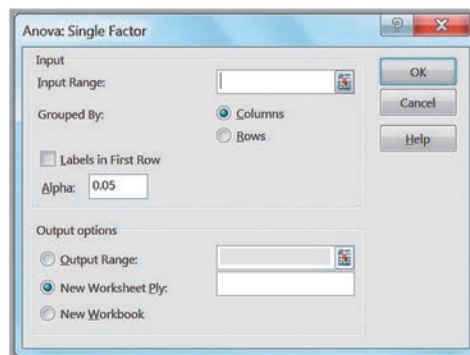 Anova: Single Factor
Input
Input Range:
Grouped By:
Columns
Rows
Labels in First Row
Alpha: 0.05
OK
Cancel
Help
Output options
Output Range:
New Worksheet Ply:
New Workbook